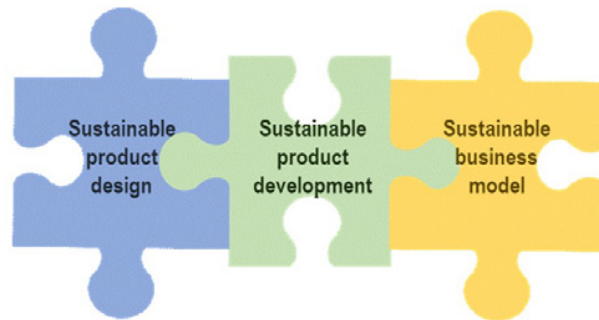 Sustainable
product
design
Sustainable
product
development
Sustainable
business
model